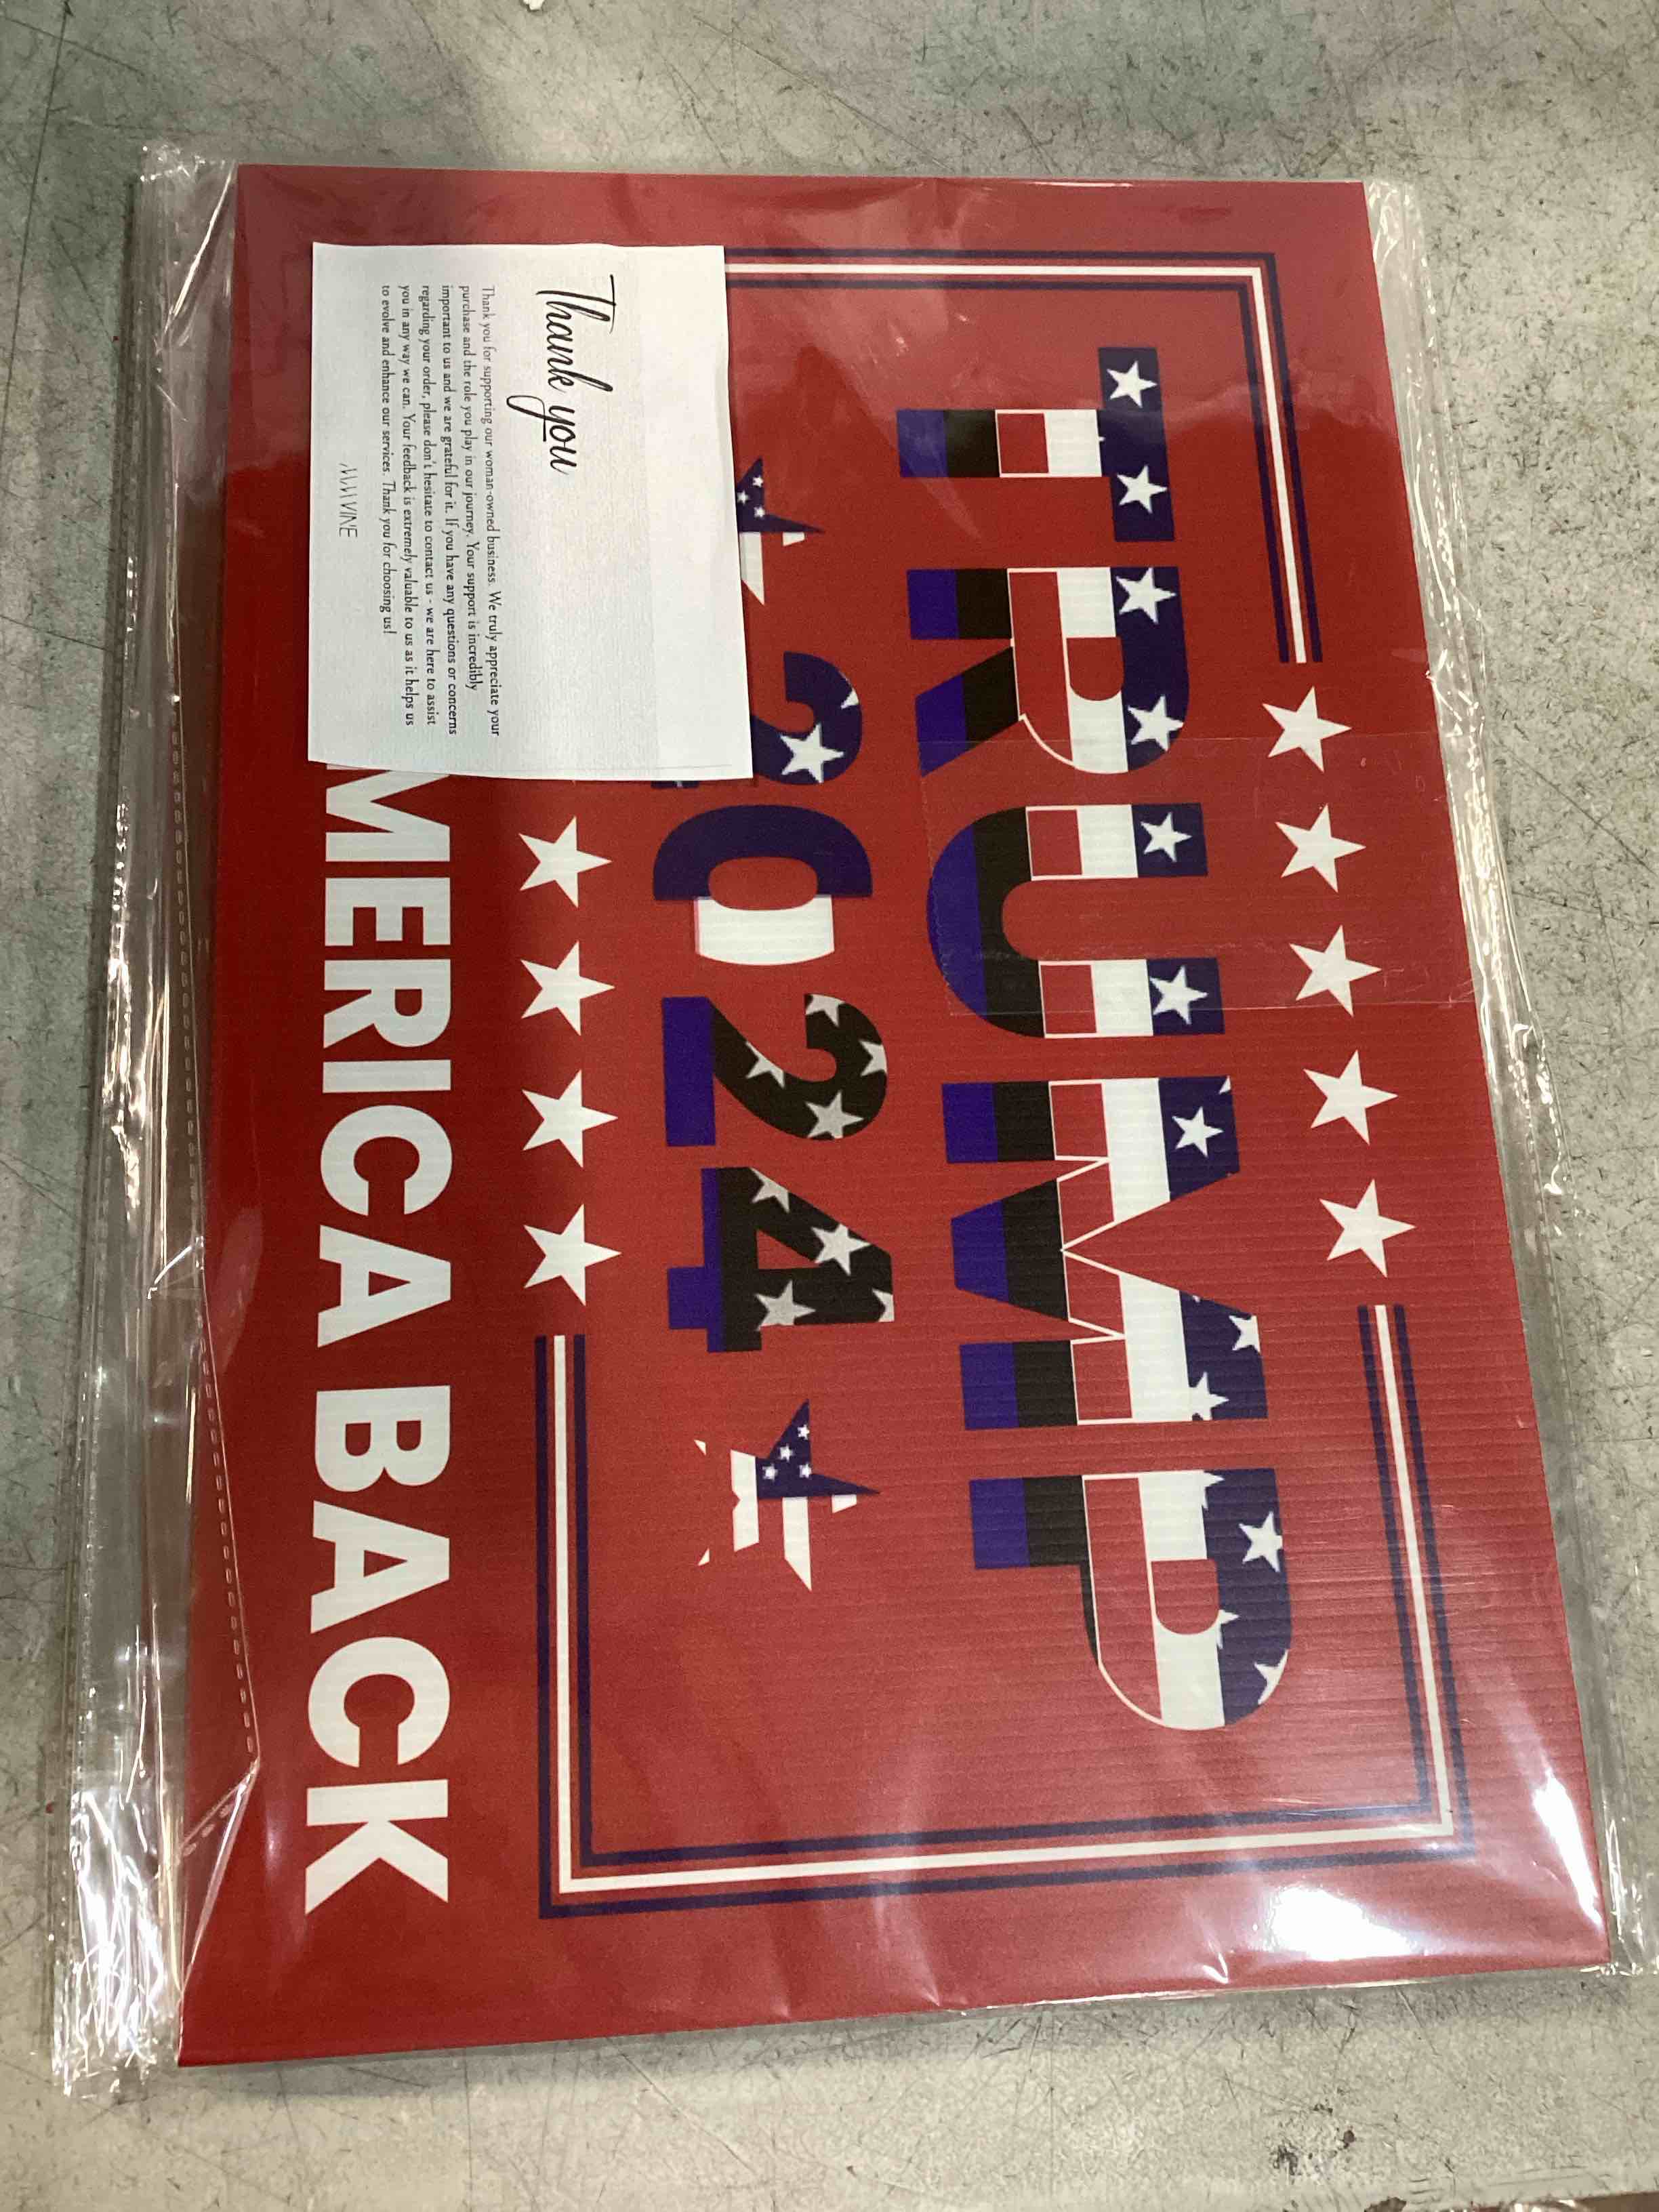 TRUMP
2024
MERICA BACK
Thank you
Thank you for supporting our woman-owned business. We truly appreciate your
purchase and the role you play in our journey. Your support is incredibly
important to us and we are grateful for it. If you have any questions or concerns
regarding your order, please don't hesitate to contact us - we are here to assist
you in any way we can. Your feedback is extremely valuable to us as it helps us
to evolve and enhance our services. Thank you for choosing us!